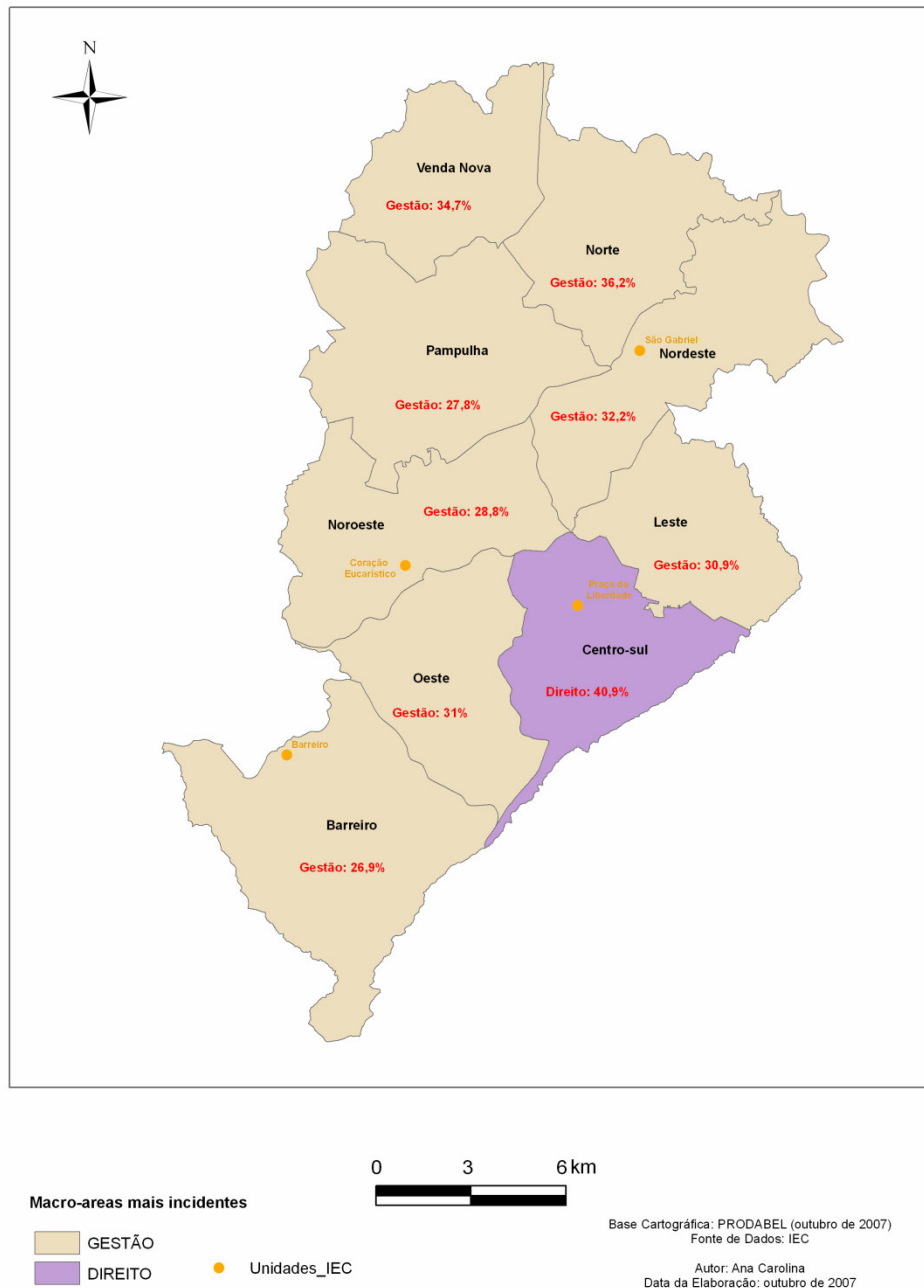 N
Venda Nova
Gestão: 34,7%
Norte
Gestão: 36,2%
São Gabriel
Nordeste
Pampulha
Gestão: 27,8%
Gestão: 32,2%
Noroeste
Gestão: 28,8%
Leste
Coração
Eucarístico
Gestão: 30,9%
Praça da
Liberdade
Centro-sul
Oeste
Direito: 40,9%
Gestão: 31%
Barreiro
Barreiro
Gestão: 26,9%
0 3 6 km
Macro-areas mais incidentes
GESTÃO
DIREITO
Unidades_IEC
Base Cartográfica: PRODABEL (outubro de 2007)
Fonte de Dados: IEC
Autor: Ana Carolina
Data da Elaboração: outubro de 2007